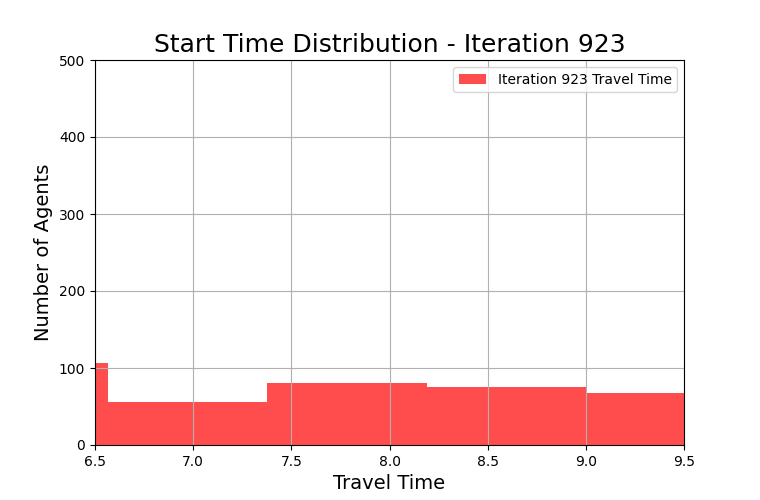 Start Time Distribution - Iteration 923
500
Iteration 923 Travel Time
400
300
200
100
0
Number of Agents
6.5 7.0 7.5 8.0 8.5 9.0 9.5
Travel Time